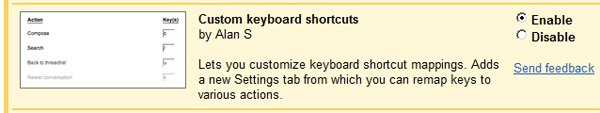 Action Key(s)
Compose c
Search /
Back to threadlist u
Newer conversation k
Custom keyboard shortcuts
by Alan S
Lets you customize keyboard shortcut mappings. Adds
a new Settings tab from which you can remap keys to
various actions.
Enable
Disable
Send feedback